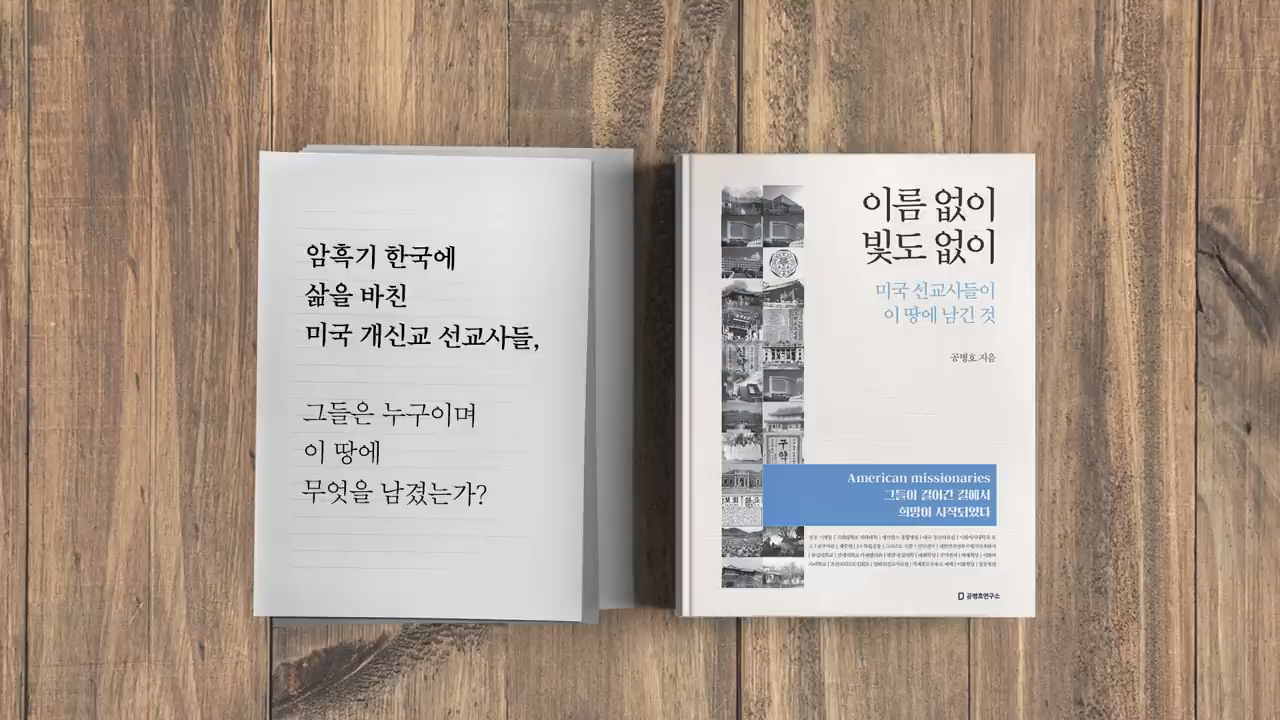 암흑기 한국에
삶을 바친
미국 개신교 선교사들,
그들은 누구이며
이 땅에
무엇을 남겼는가?
이름 없이
빛도 없이
미국 선교사들이
이 땅에 남긴 것
공병호 지음
구약
American missionaries
그들이 걸어간 길에서
희망이 시작되었다
공병호연구소